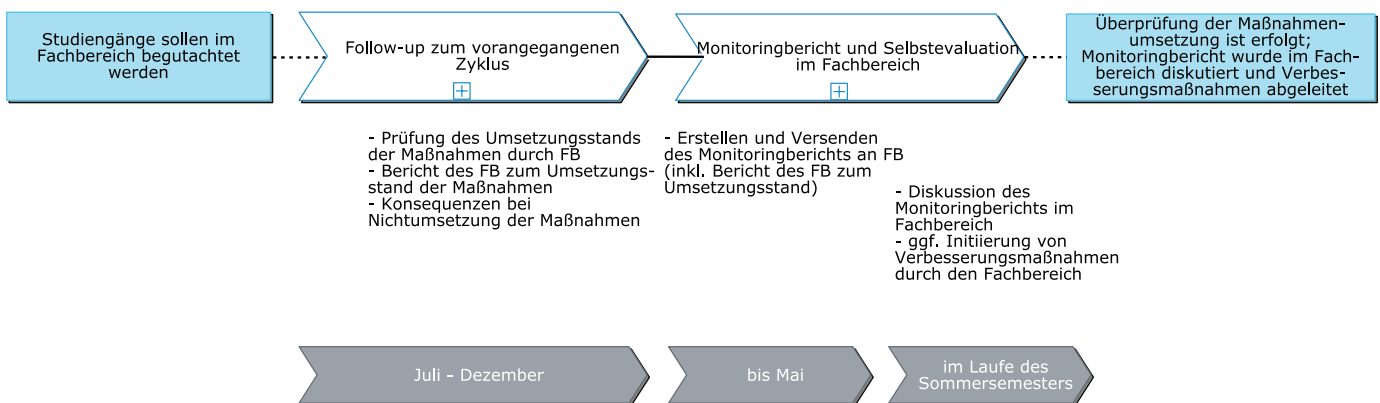 Studiengänge sollen im
Fachbereich begutachtet
werden
Follow-up zum vorangegangenen
Zyklus
Monitoringbericht und Selbstevaluation
im Fachbereich
Überprüfung der Maßnahmen-
umsetzung ist erfolgt;
Monitoringbericht wurde im Fach-
bereich diskutiert und Verbes-
serungsmaßnahmen abgeleitet
- Prüfung des Umsetzungsstands
der Maßnahmen durch FB
- Bericht des FB zum Umsetzungs-
stand der Maßnahmen
- Konsequenzen bei
Nichtumsetzung der Maßnahmen
- Erstellen und Versenden
des Monitoringberichts an FB
(inkl. Bericht des FB zum
Umsetzungsstand)
- Diskussion des
Monitoringberichts im
Fachbereich
- ggf. Initiierung von
Verbesserungsmaßnahmen
durch den Fachbereich
Juli - Dezember
bis Mai
im Laufe des
Sommersemesters